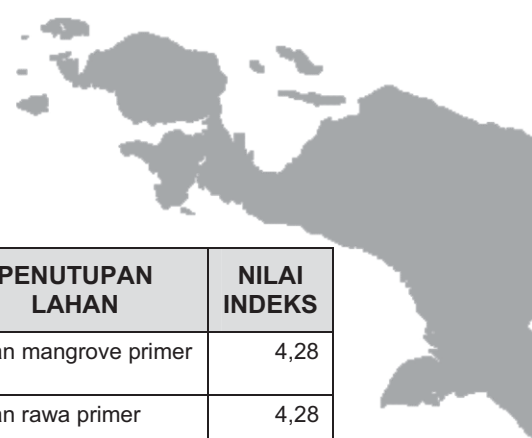 PENUTUPAN
LAHAN
NILAI
INDEKS
mangrove primer
4,28
rawa primer
4,28